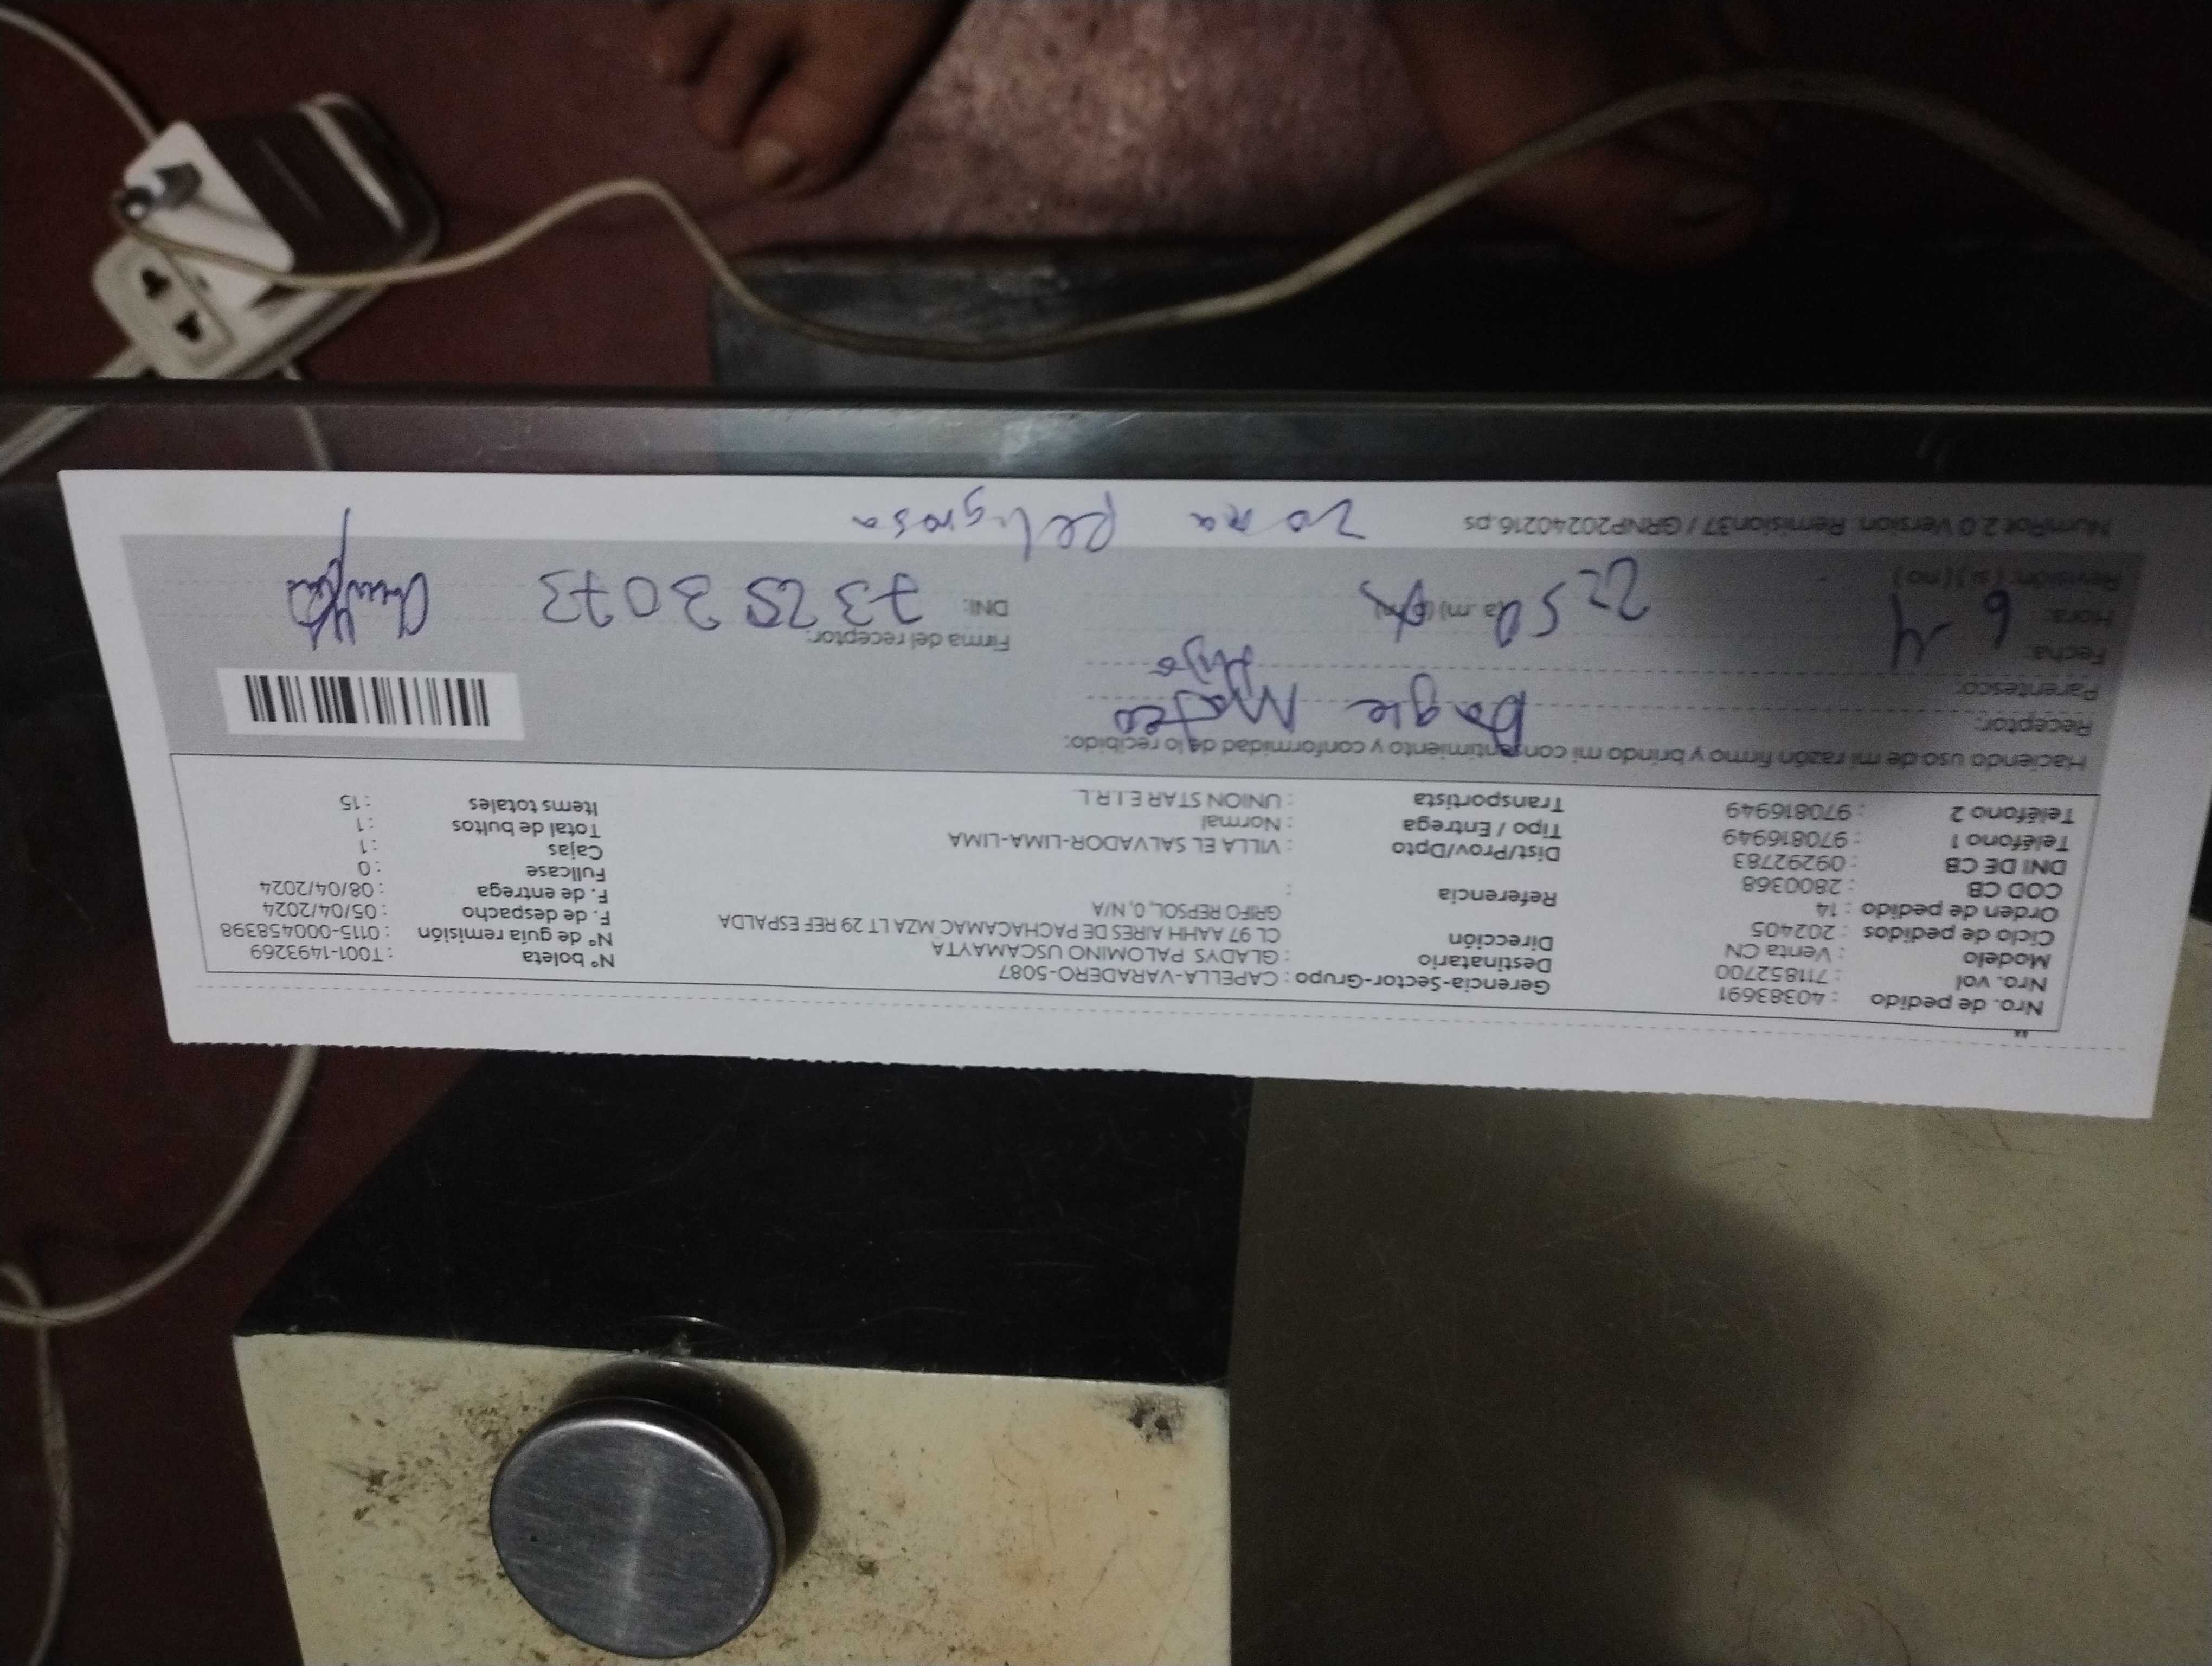 Nro. de pedido : 40383691 Gerencia-Sector-Grupo : CAPELLA-VARADERO-5087 N° boleta : T001-1493269
Nro. vol : 711852700 Destinatario : GLADYS PALOMINO USCAMAYTA N° de guia remisión : 0115-000458398
Modelo : Venta CN Dirección CL 97 AAHH AIRES DE PACHACAMAC MZA LT 29 REF ESPALDA F. de despacho : 05/04/2024
Ciclo de pedidos : 202405 GRIFO REPSOL, 0, N/A F. de entrega : 08/04/2024
Orden de pedido : 14 Referencia : Fullcase : 0
COD CB : 2800368 Dist/Prov/Dpto : VILLA EL SALVADOR-LIMA-LIMA Cajas : 1
DNI DE CB : 09292783 Tipo / Entrega : Normal Total de bultos : 1
Teléfono 1 : 970816949 Transportista : UNION STAR E.I.R.L. Items totales : 15
Teléfono 2 : 970816949
Haciendo uso de mi razón firmo y brindo mi consentimiento y conformidad de lo recibido:
Receptor: Mateo
Parentesco: Hijo
Fecha: 6 4 Firma del receptor:
Hora: (a.m) (p.m) DNI: 73253073
Revisión: (si) (no)
NumRot 2.0 Version. Remision37 / GRNP20240216.ps zona peligrosa